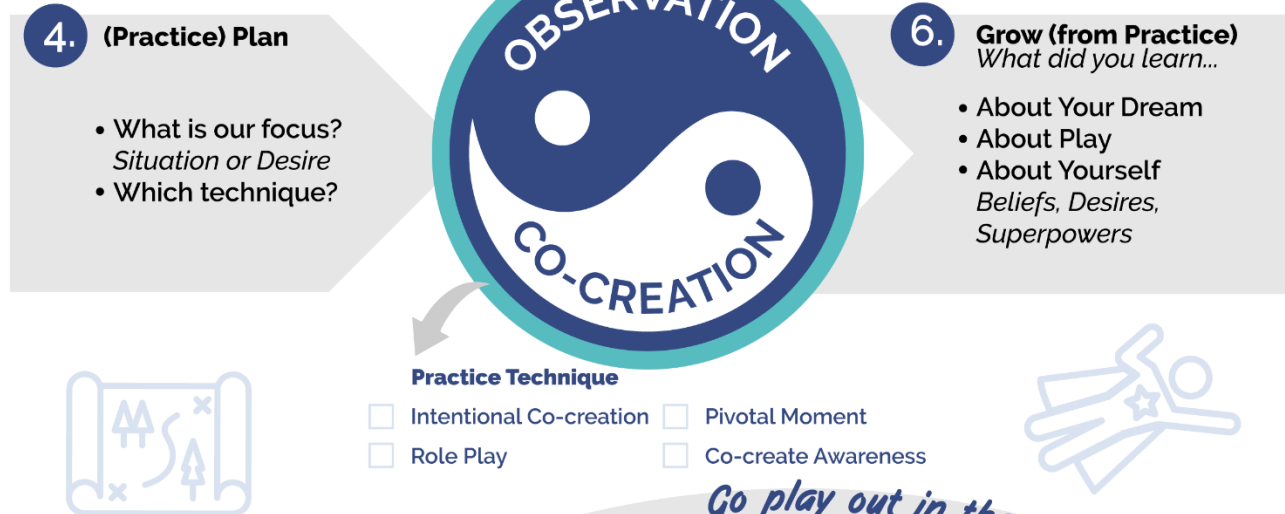 4.
(Practice) Plan
• What is our focus?
Situation or Desire
• Which technique?
OBSERVATION
CO-CREATION
6.
Grow (from Practice)
What did you learn...
• About Your Dream
• About Play
• About Yourself
Beliefs, Desires,
Superpowers
Practice Technique
Intentional Co-creation
Pivotal Moment
Role Play
Co-create Awareness
Go play out in